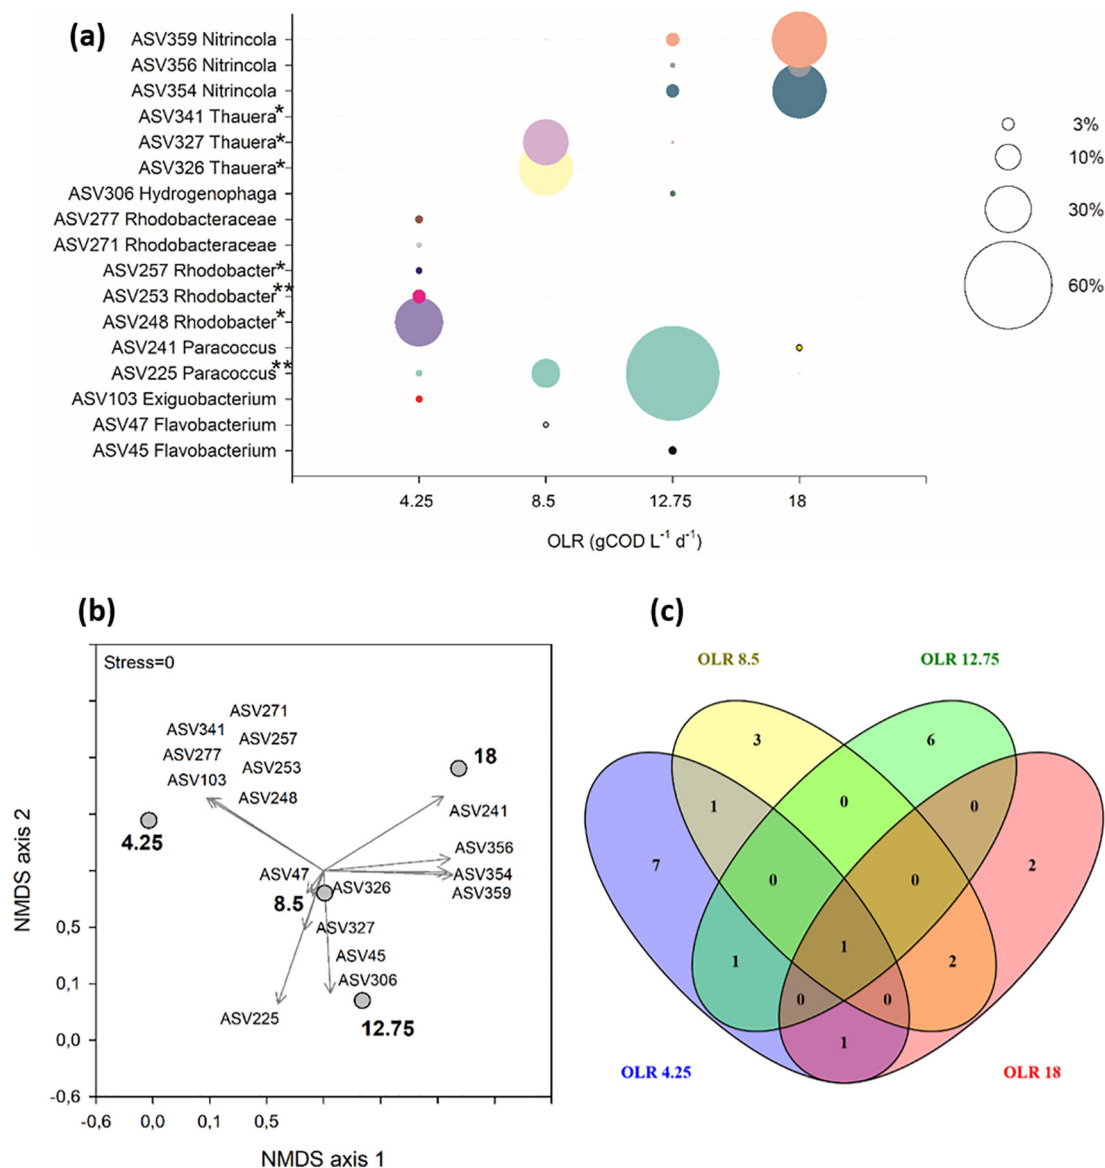 (a)
ASV359 Nitrincola
ASV356 Nitrincola
ASV354 Nitrincola
ASV341 Thauera*
ASV327 Thauera*
ASV326 Thauera*
ASV306 Hydrogenophaga
ASV277 Rhodobacteraceae
ASV271 Rhodobacteraceae
ASV257 Rhodobacter*
ASV253 Rhodobacter**
ASV248 Rhodobacter*
ASV241 Paracoccus
ASV225 Paracoccus**
ASV103 Exiguobacterium
ASV47 Flavobacterium
ASV45 Flavobacterium
4.25 8.5 12.75 18
OLR (gCOD L⁻¹ d⁻¹)
3%
10%
30%
60%
(b)
Stress=0
ASV271
ASV341
ASV257
ASV277
ASV253
ASV103
ASV248
4.25
18
ASV241
ASV356
ASV354
ASV359
ASV47
ASV326
8.5
ASV327
ASV45
ASV306
ASV225
12.75
NMDS axis 2
0,5
0,1
0,0
-0,6
-0,6 0,0 0,1 0,5
NMDS axis 1
(c)
OLR 8.5
OLR 12.75
3
6
1
0
0
7
0
0
2
1
1
2
0
0
1
OLR 4.25
OLR 18